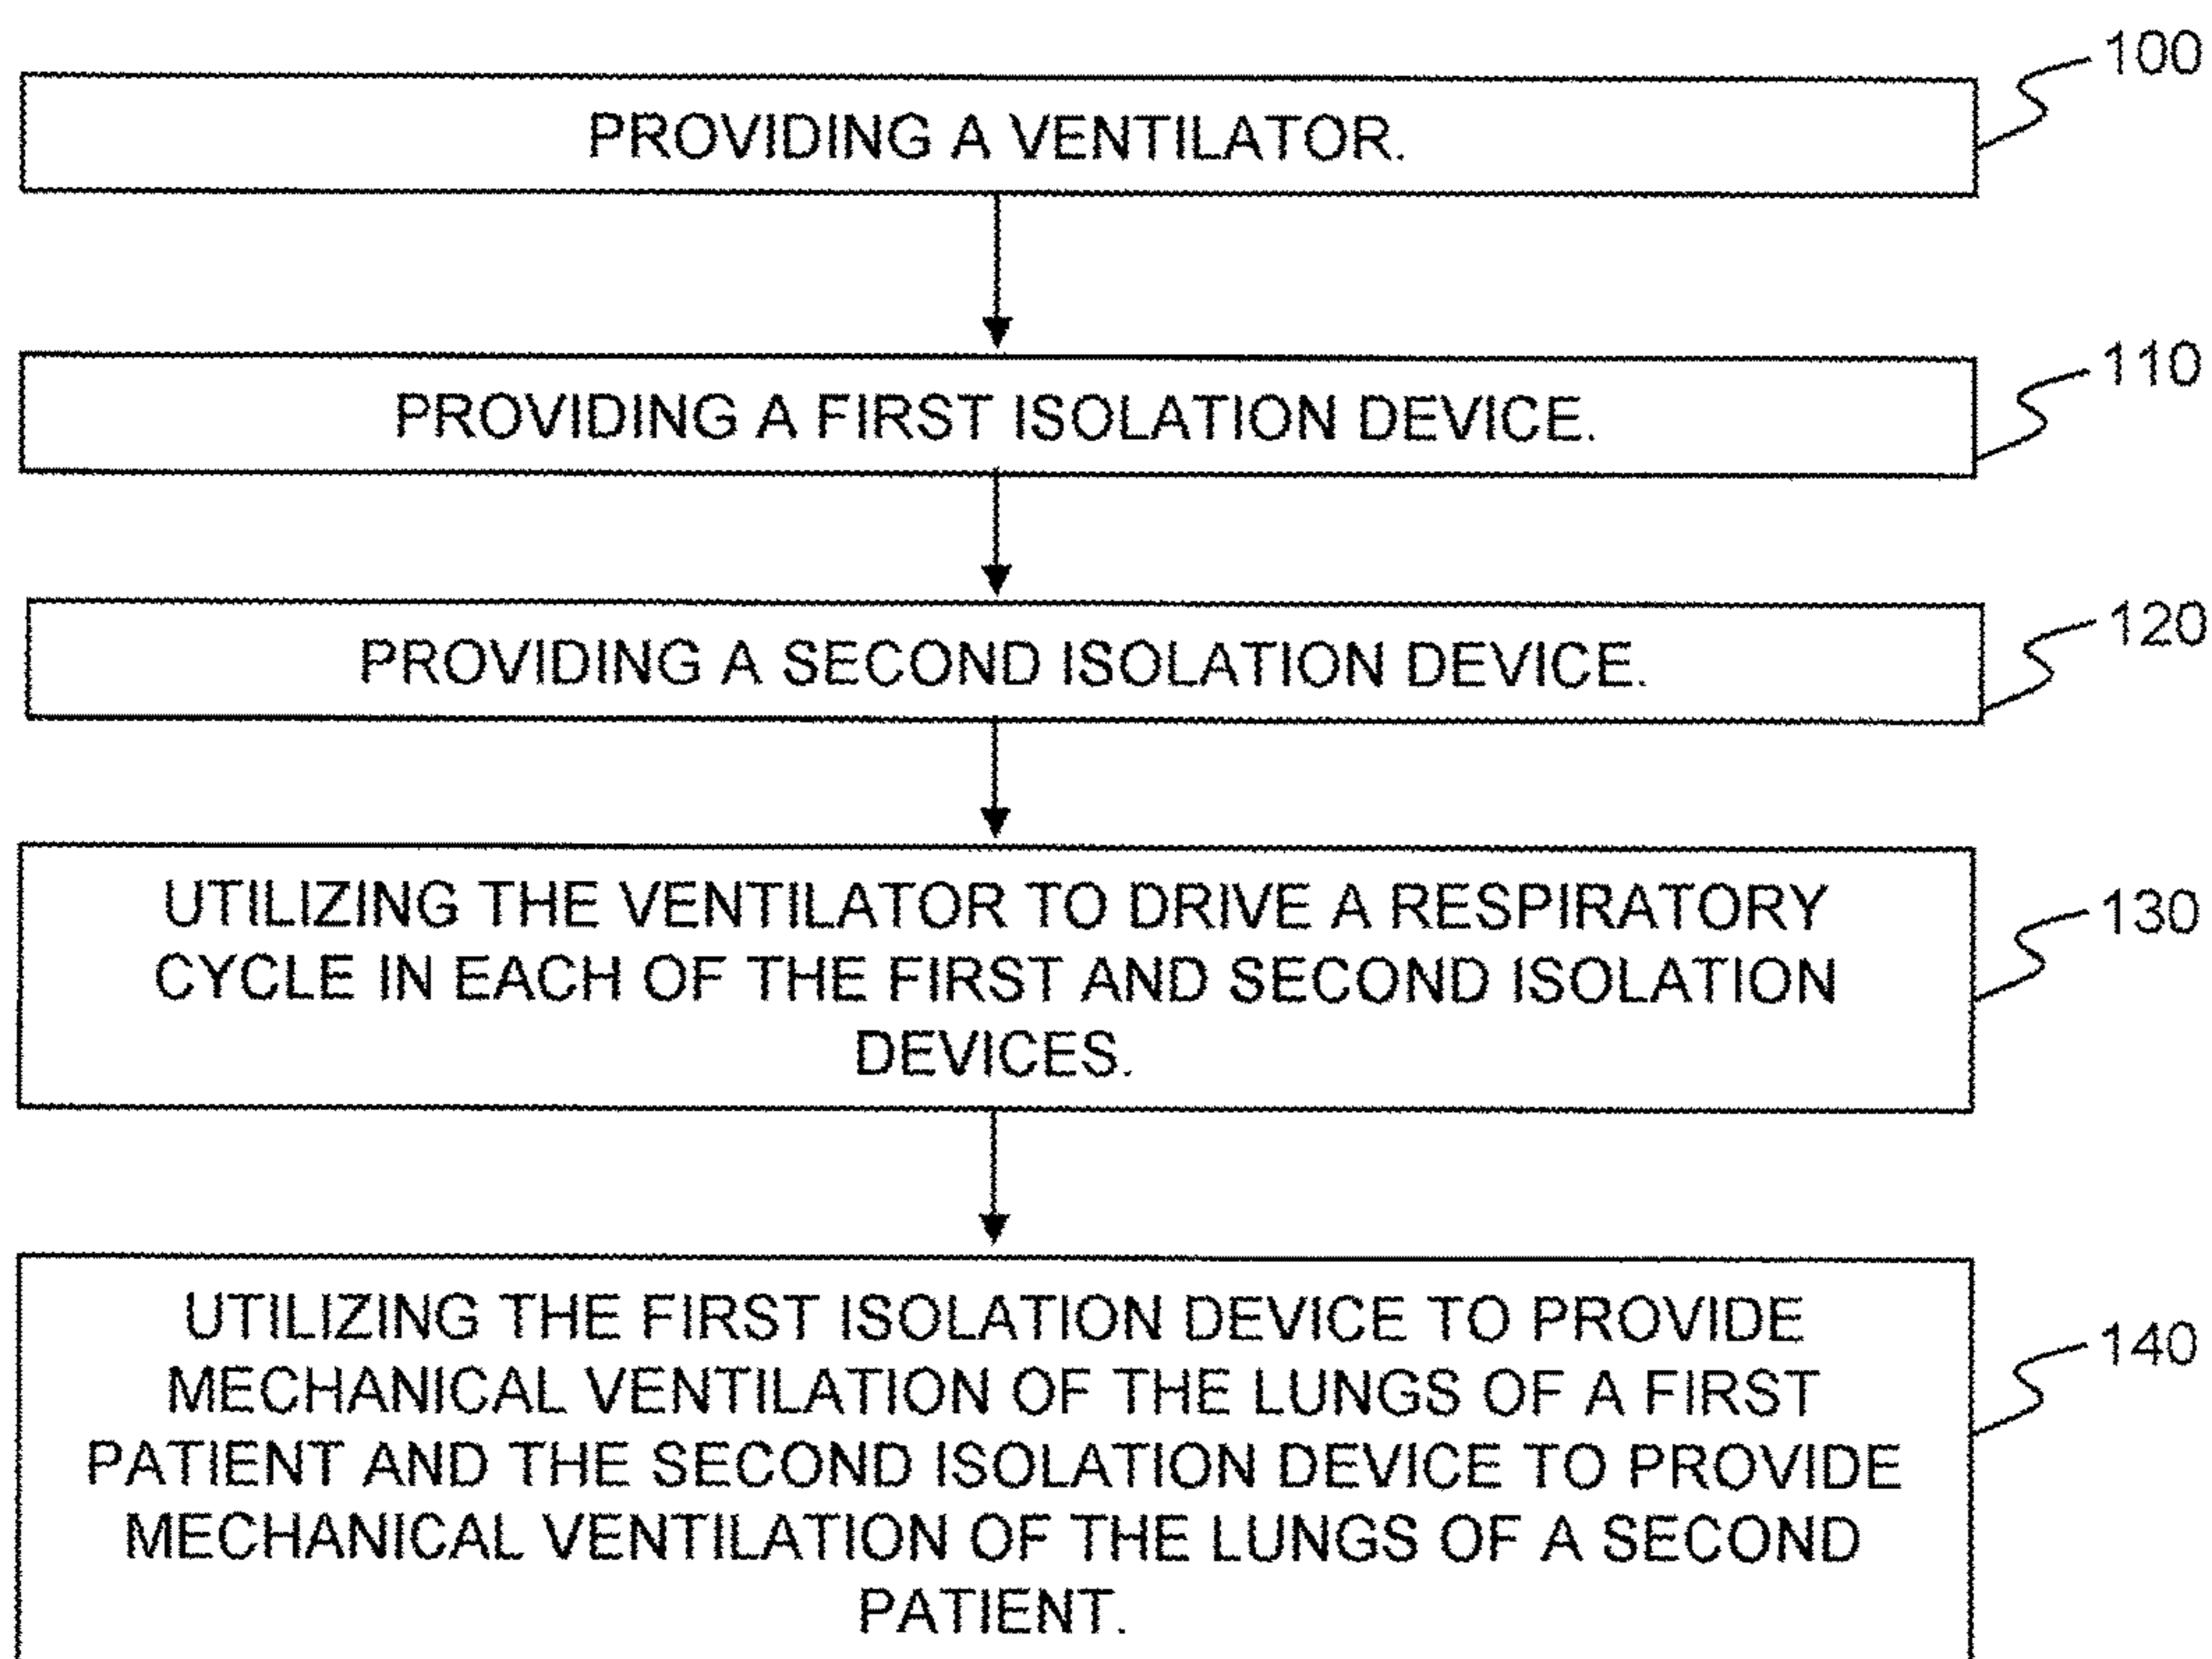 100
PROVIDING A VENTILATOR.
110
PROVIDING A FIRST ISOLATION DEVICE.
120
PROVIDING A SECOND ISOLATION DEVICE.
130
UTILIZING THE VENTILATOR TO DRIVE A RESPIRATORY
CYCLE IN EACH OF THE FIRST AND SECOND ISOLATION
DEVICES.
140
UTILIZING THE FIRST ISOLATION DEVICE TO PROVIDE
MECHANICAL VENTILATION OF THE LUNGS OF A FIRST
PATIENT AND THE SECOND ISOLATION DEVICE TO PROVIDE
MECHANICAL VENTILATION OF THE LUNGS OF A SECOND
PATIENT.